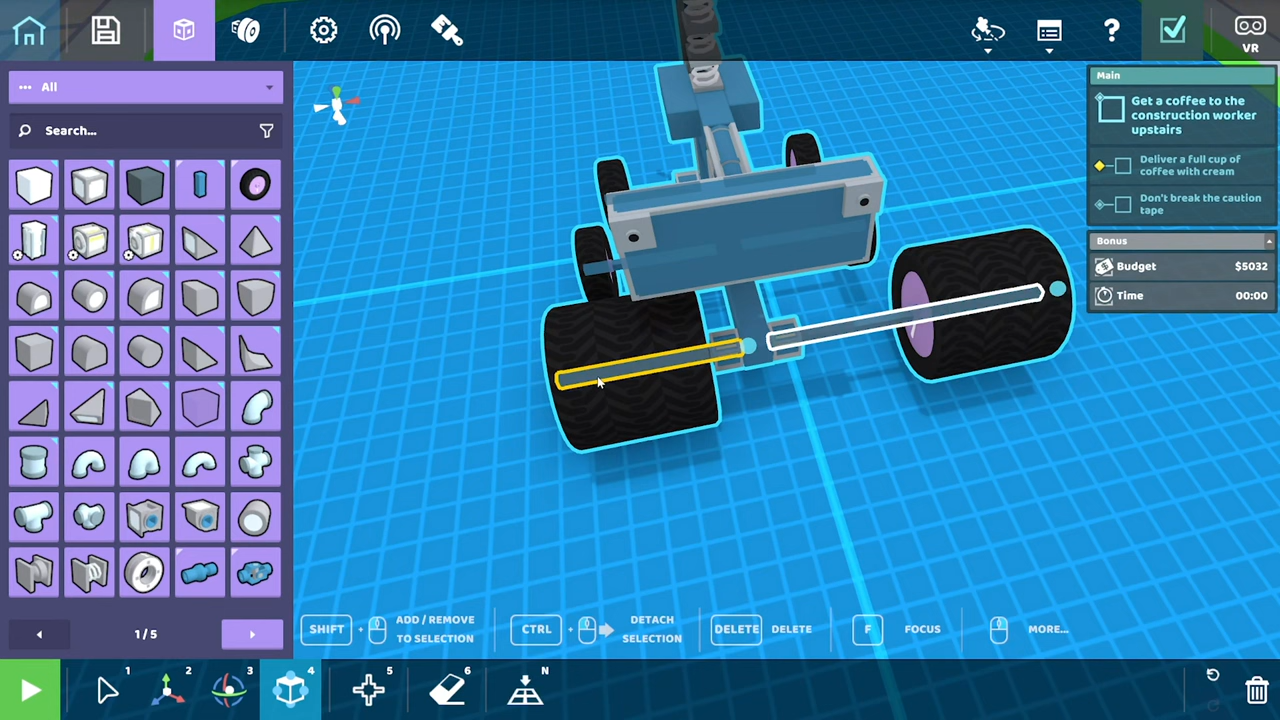 VR
All
Search...
Main
Get a coffee to the
construction worker
upstairs
Deliver a full cup of
coffee with cream
Don't break the caution
tape
Bonus
Budget $5032
Time 00:00
1/5
SHIFT + ADD / REMOVE
TO SELECTION
CTRL + DETACH
SELECTION
DELETE DELETE
F FOCUS
MORE...
1 2 3 4 5 6 N